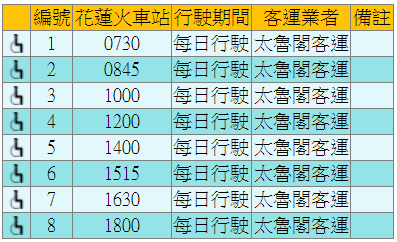 編號 花蓮火車站 行駛期間 客運業者 備註
1 0730 每日行駛 太魯閣客運
2 0845 每日行駛 太魯閣客運
3 1000 每日行駛 太魯閣客運
4 1200 每日行駛 太魯閣客運
5 1400 每日行駛 太魯閣客運
6 1515 每日行駛 太魯閣客運
7 1630 每日行駛 太魯閣客運
8 1800 每日行駛 太魯閣客運